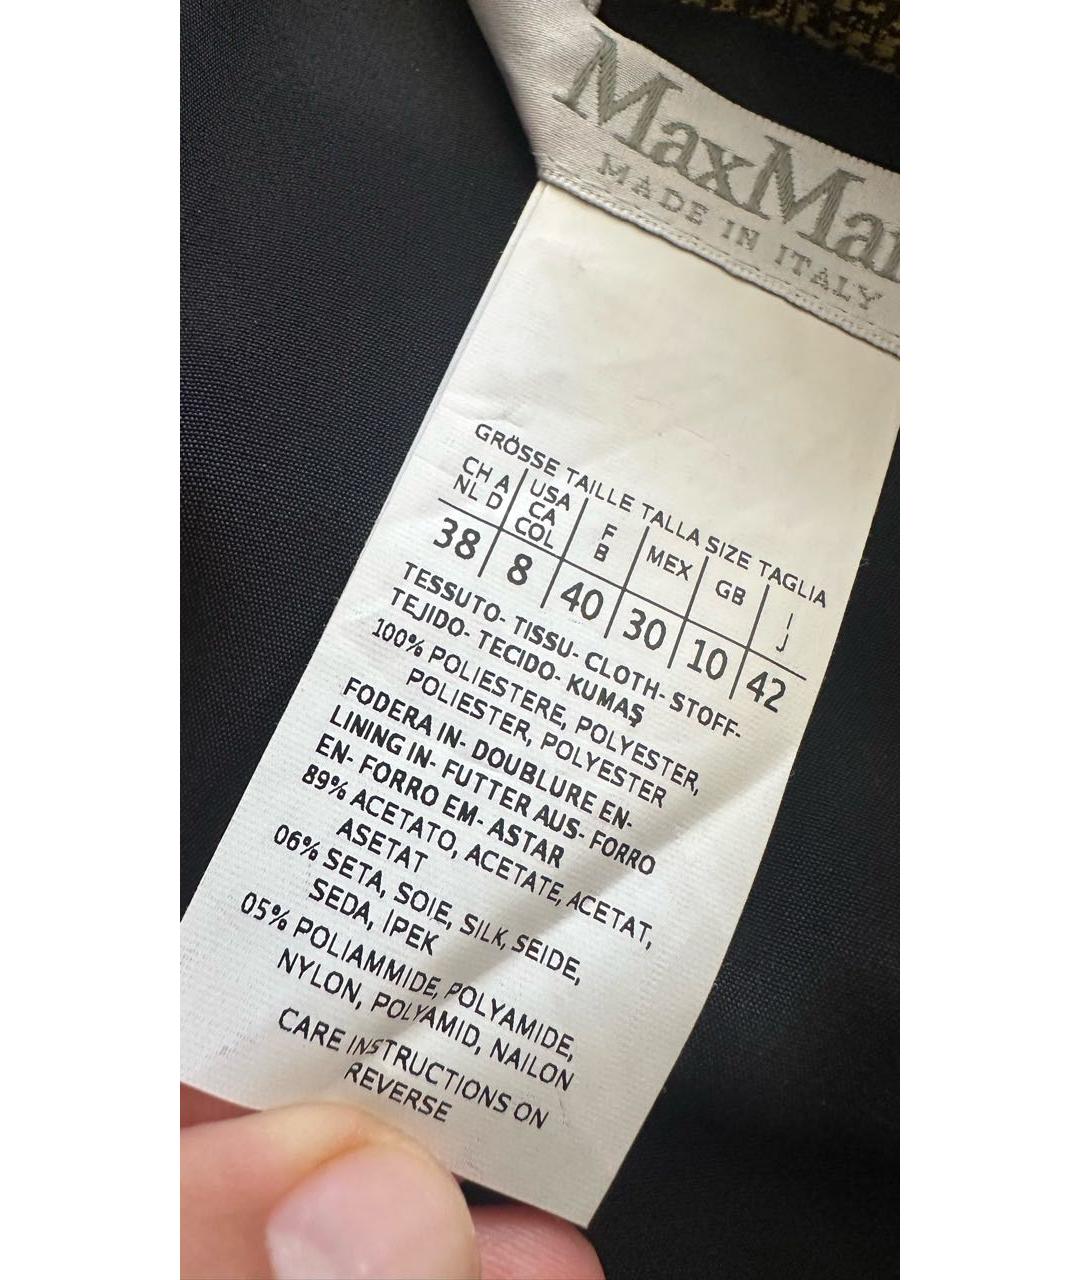 MaxMa
MADE IN ITALY
GRÖSSE TAILLE TALLA SIZE TAGLIA
CH A NL D USA CA COL F B MEX GB I J
38 8 40 30 10 42
TESSUTO- TISSU- CLOTH- STOFF-
TEJIDO- TECIDO- KUMAŞ
100% POLIESTERE, POLYESTER,
POLIESTER, POLYESTER
FODERA IN- DOUBLURE EN-
LINING IN- FUTTER AUS- FORRO
EN- FORRO EM- ASTAR
89% ACETATO, ACETATE, ACETAT,
ASETAT
06% SETA, SOIE, SILK, SEIDE,
SEDA, IPEK
05% POLIAMMIDE, POLYAMIDE,
NYLON, POLYAMID, NAILON
CARE INSTRUCTIONS ON
REVERSE